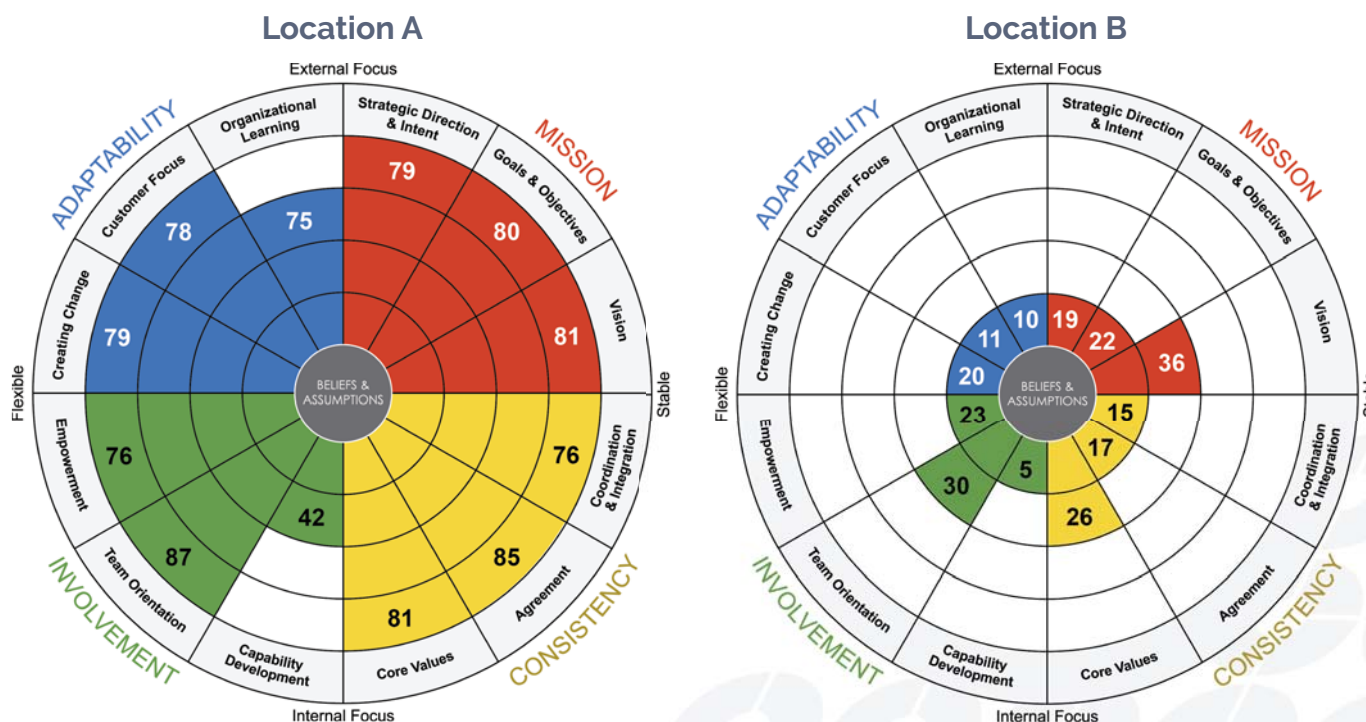 Location A
External Focus
ADAPTABILITY
MISSION
Organizational
Learning
Strategic Direction
& Intent
Customer Focus
Goals & Objectives
Creating Change
Vision
79
78
75
79
80
81
Flexible
Stable
BELIEFS &
ASSUMPTIONS
76
87
42
81
85
76
Empowerment
Coordination
& Integration
Team Orientation
Agreement
Capability
Development
Core Values
INVOLVEMENT
CONSISTENCY
Internal Focus
Location B
External Focus
ADAPTABILITY
MISSION
Organizational
Learning
Strategic Direction
& Intent
Customer Focus
Goals & Objectives
Creating Change
Vision
20
11
10
19
22
36
Flexible
BELIEFS &
ASSUMPTIONS
23
30
5
26
17
15
Empowerment
Coordination
& Integration
Team Orientation
Agreement
Capability
Development
Core Values
INVOLVEMENT
CONSISTENCY
Internal Focus